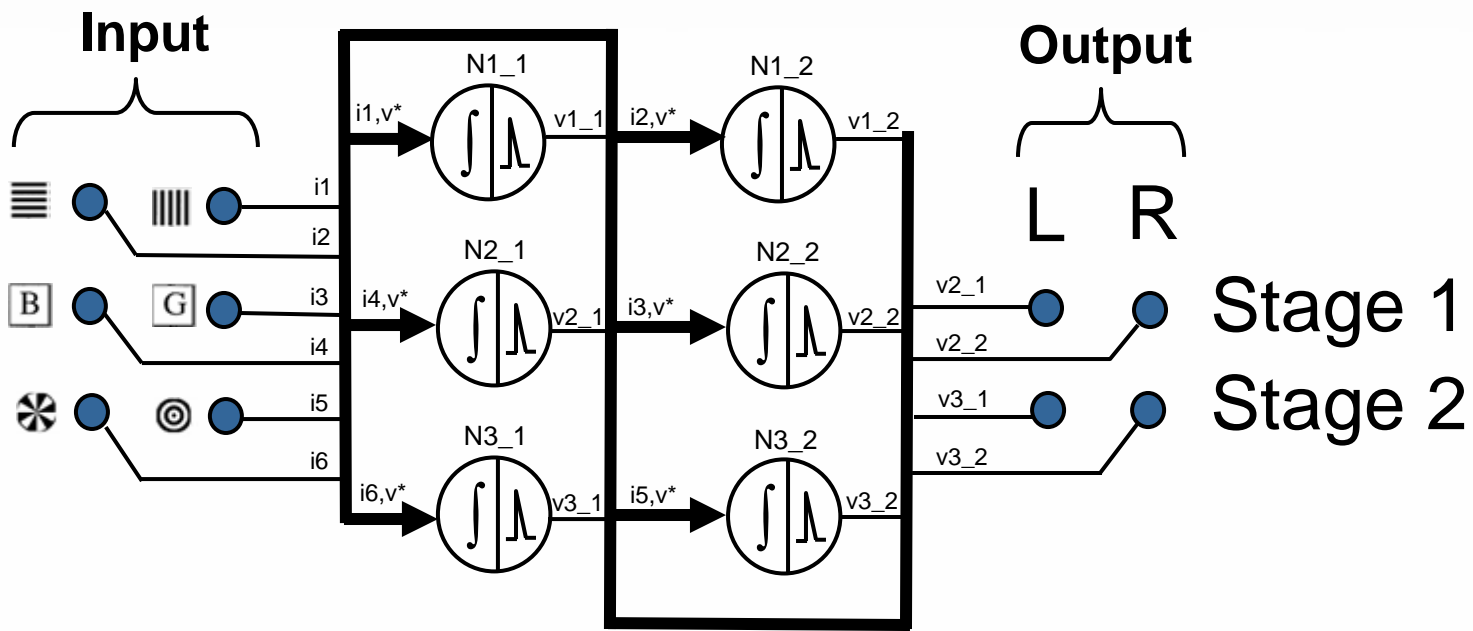 Input
Output
N1_1
N1_2
i1,v*
v1_1
i2,v*
v1_2
i1
i2
L R
N2_1
N2_2
B
G
i3
i4,v*
v2_1
i3,v*
v2_2
v2_1
Stage 1
i4
v2_2
i5
v3_1
Stage 2
N3_1
N3_2
i6
v3_2
i6,v*
v3_1
i5,v*
v3_2